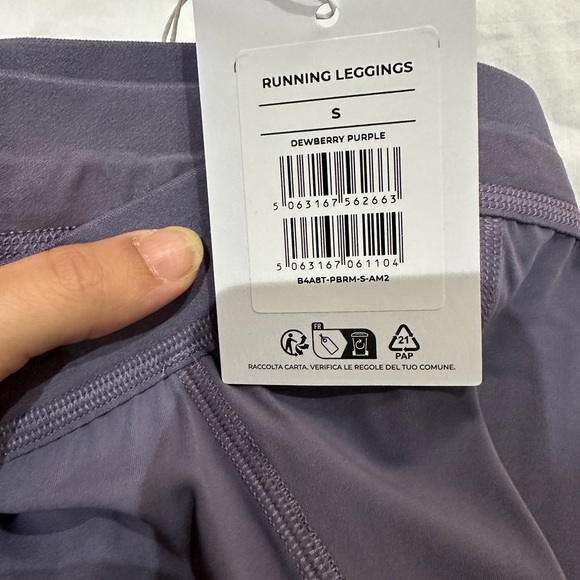 RUNNING LEGGINGS
S
DEWBERRY PURPLE
5 063167 562663
5 063167 061104
B4A8T-PBRM-S-AM2
FR
21
PAP
RACCOLTA CARTA. VERIFICA LE REGOLE DEL TUO COMUNE.